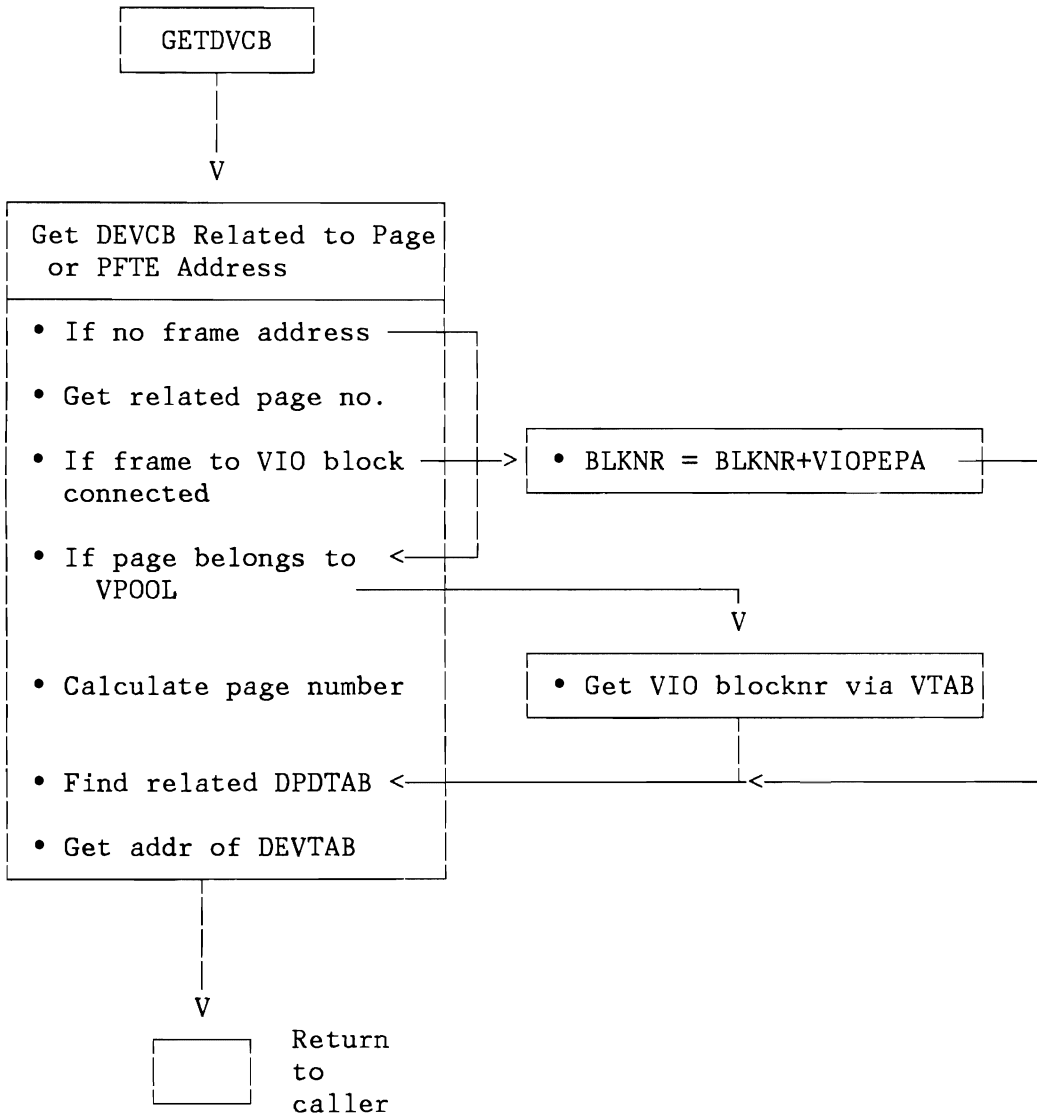 GETDVCB
V
Get DEVCB Related to Page
or PFTE Address
• If no frame address
• Get related page no.
• If frame to VIO block
connected
>
• BLKNR = BLKNR+VIOPEPA
• If page belongs to
VPOOL
<
V
• Calculate page number
• Get VIO blocknr via VTAB
• Find related DPDTAB
<
<
• Get addr of DEVTAB
V
Return
to
caller